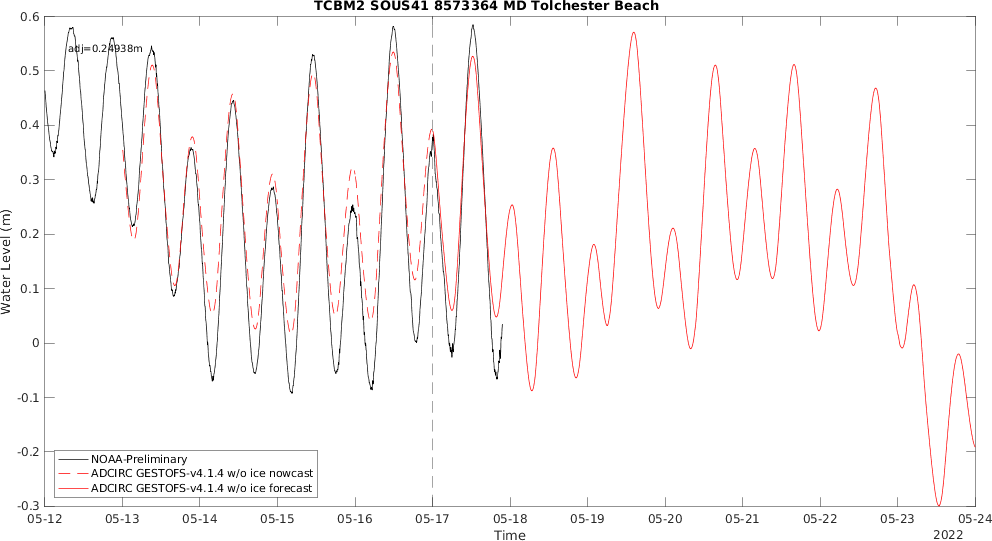 TCBM2 SOUS41 8573364 MD Tolchester Beach
adj=0.24938m
Water Level (m)
0.6
0.5
0.4
0.3
0.2
0.1
0
-0.1
-0.2
-0.3
NOAA-Preliminary
ADCIRC GESTOFS-v4.1.4 w/o ice nowcast
ADCIRC GESTOFS-v4.1.4 w/o ice forecast
05-12 05-13 05-14 05-15 05-16 05-17 05-18 05-19 05-20 05-21 05-22 05-23 05-24
Time
2022